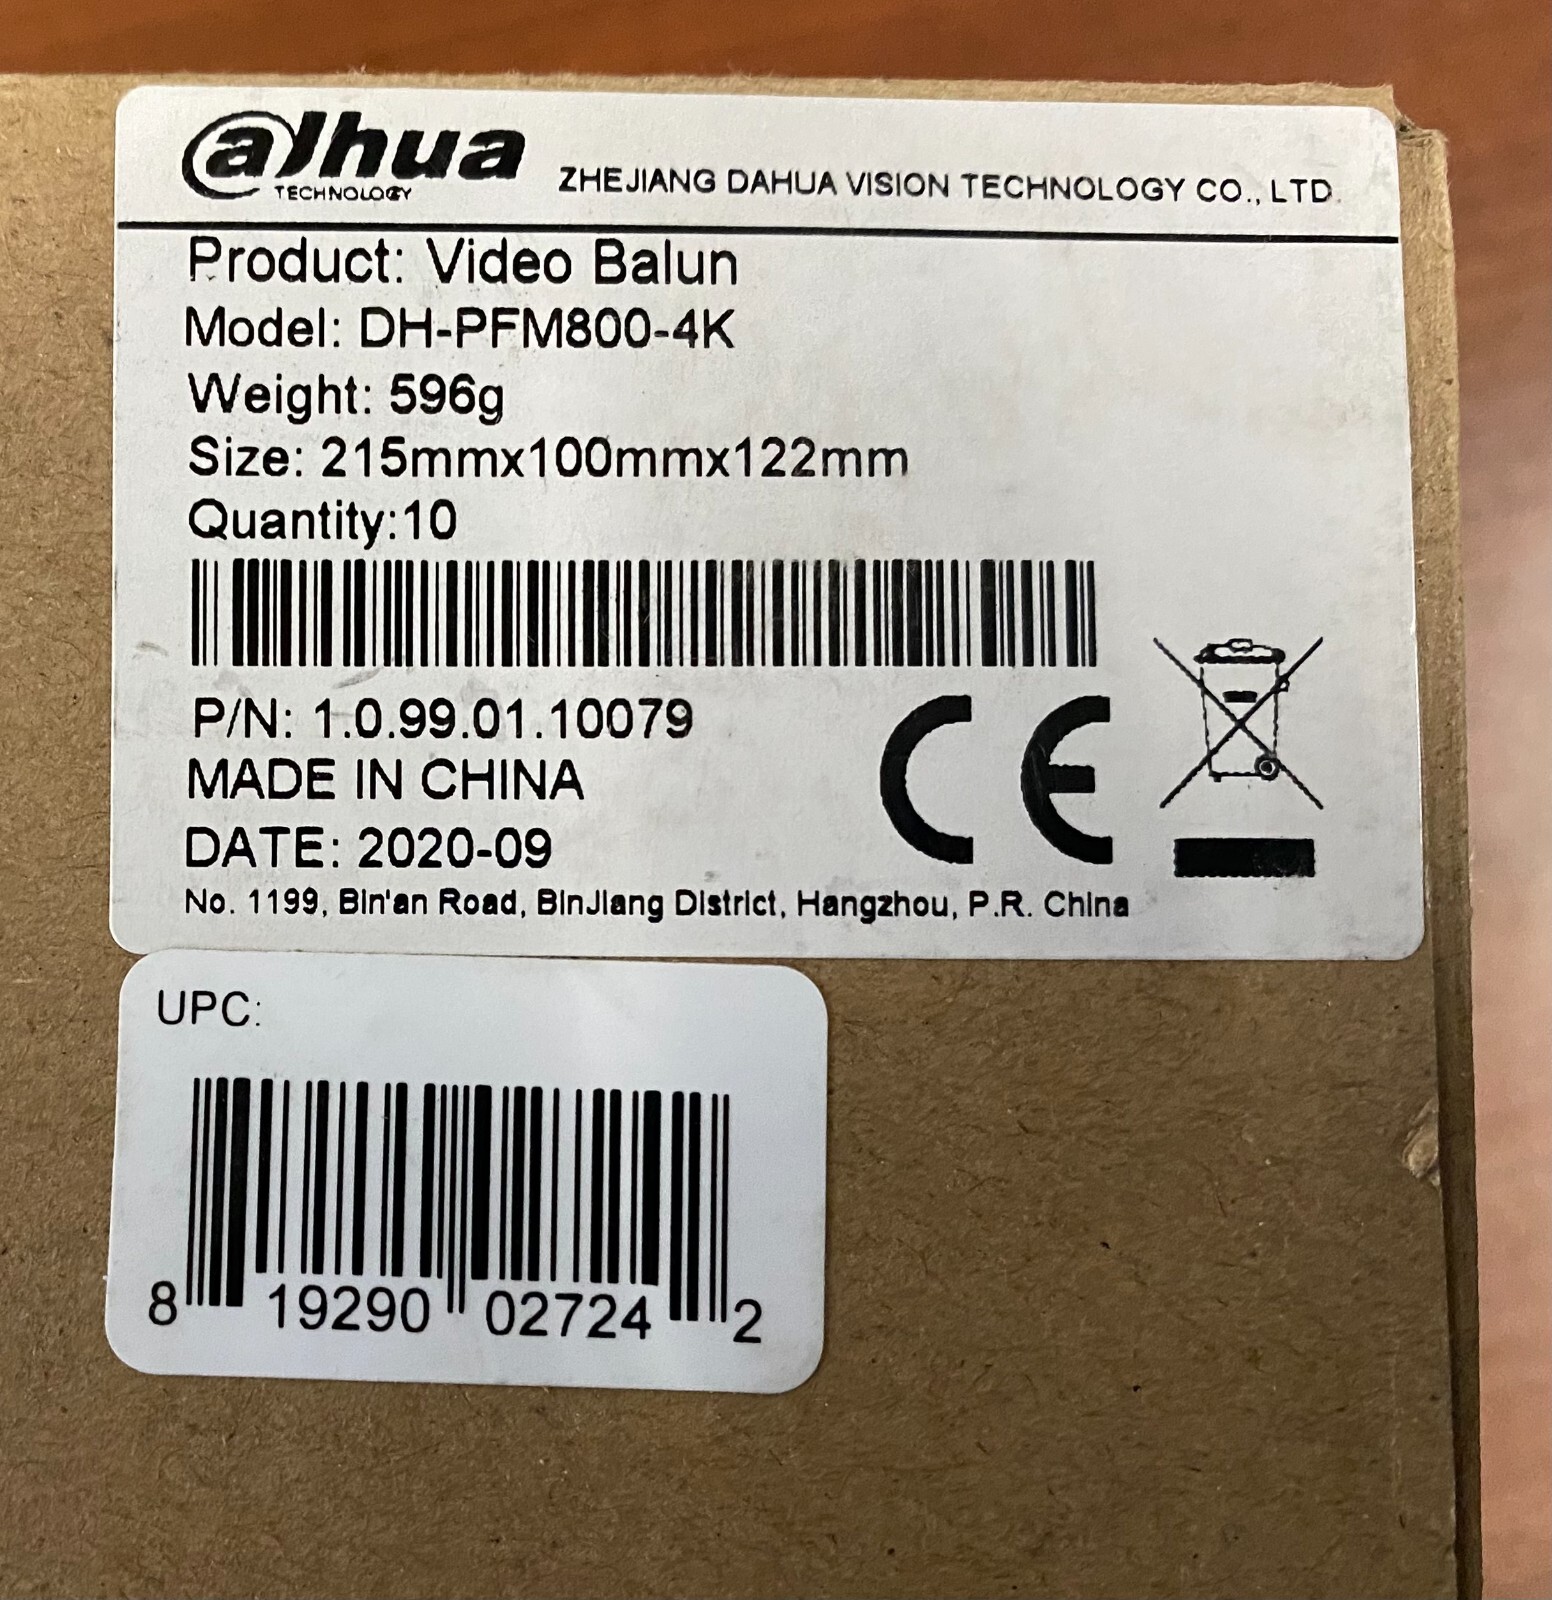 alhua
TECHNOLOGY
ZHEJIANG DAHUA VISION TECHNOLOGY CO., LTD.
Product: Video Balun
Model: DH-PFM800-4K
Weight: 596g
Size: 215mmx100mmx122mm
Quantity:10
P/N: 1.0.99.01.10079
MADE IN CHINA
DATE: 2020-09
CE
No. 1199, Bin'an Road, BinJiang District, Hangzhou, P.R. China
UPC:
8 19290 02724 2